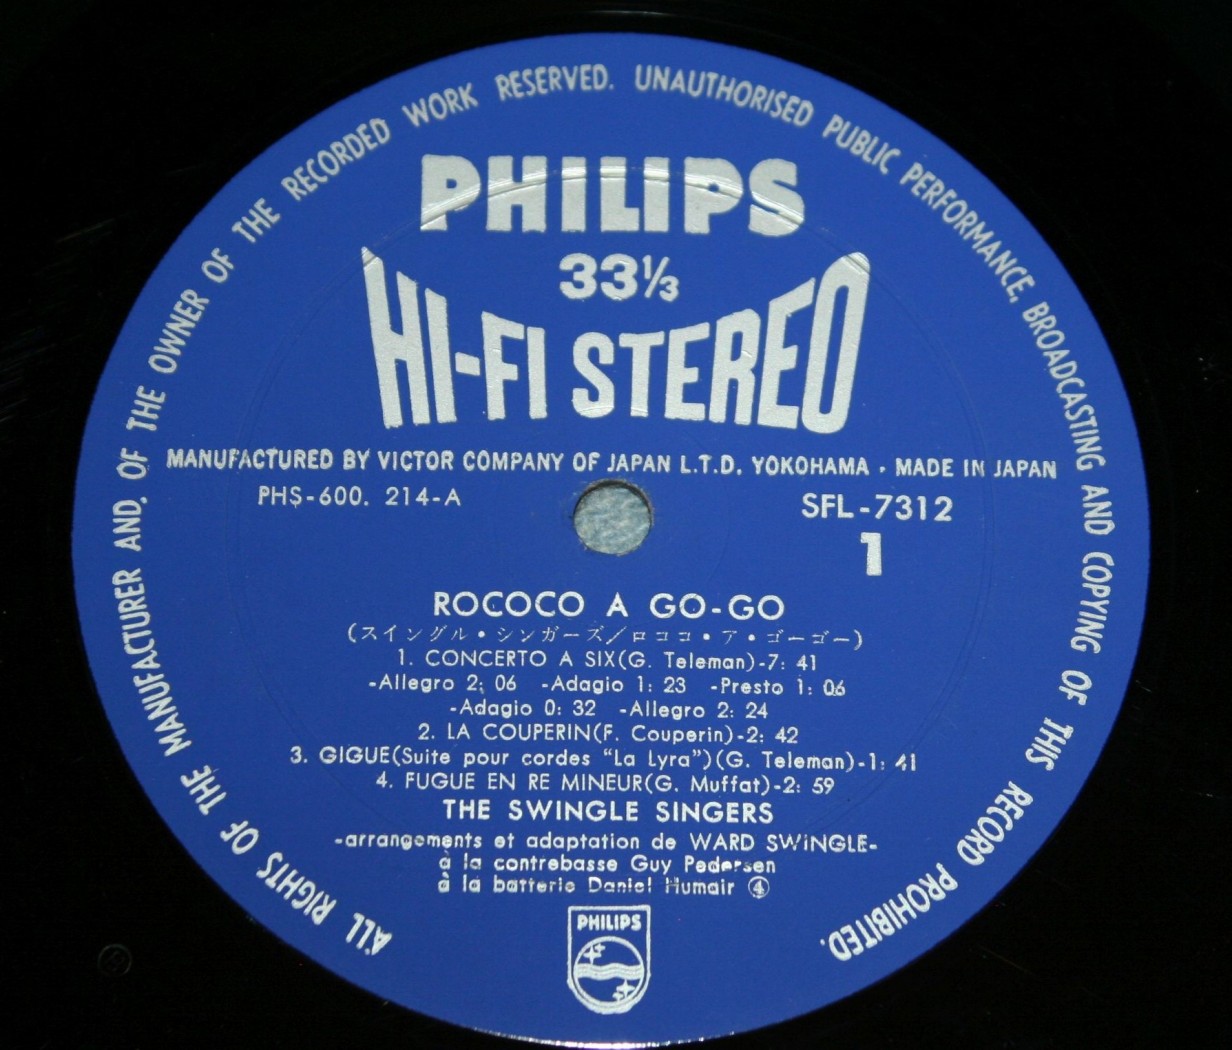 ALL RIGHTS OF THE MANUFACTURER AND, OF THE OWNER OF THE RECORDED WORK RESERVED. UNAUTHORISED PUBLIC PERFORMANCE, BROADCASTING AND COPYING OF THIS RECORD PROHIBITED.
PHILIPS
33⅓
HI-FI STEREO
MANUFACTURED BY VICTOR COMPANY OF JAPAN L.T.D. YOKOHAMA • MADE IN JAPAN
PHS-600. 214-A
SFL-7312
1
ROCOCO A GO-GO
(スイングル・シンガーズ/ロココ・ア・ゴーゴー)
1. CONCERTO A SIX(G. Teleman)-7: 41
-Allegro 2: 06 -Adagio 1: 23 -Presto 1: 06
-Adagio 0: 32 -Allegro 2: 24
2. LA COUPERIN(F. Couperin)-2: 42
3. GIGUE(Suite pour cordes "La Lyra")(G. Teleman)-1: 41
4. FUGUE EN RE MINEUR(G. Muffat)-2: 59
THE SWINGLE SINGERS
-arrangements et adaptation de WARD SWINGLE-
à la contrebasse Guy Pedersen
à la batterie Daniel Humair ④
PHILIPS